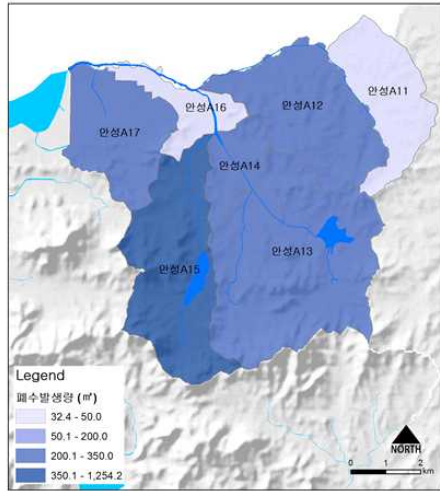 안성A11
안성A12
안성A16
안성A17
안성A14
안성A13
안성A15
Legend
폐수발생량 (㎥)
32.4 - 50.0
50.1 - 200.0
200.1 - 350.0
350.1 - 1,254.2
NORTH
0 1 2
km